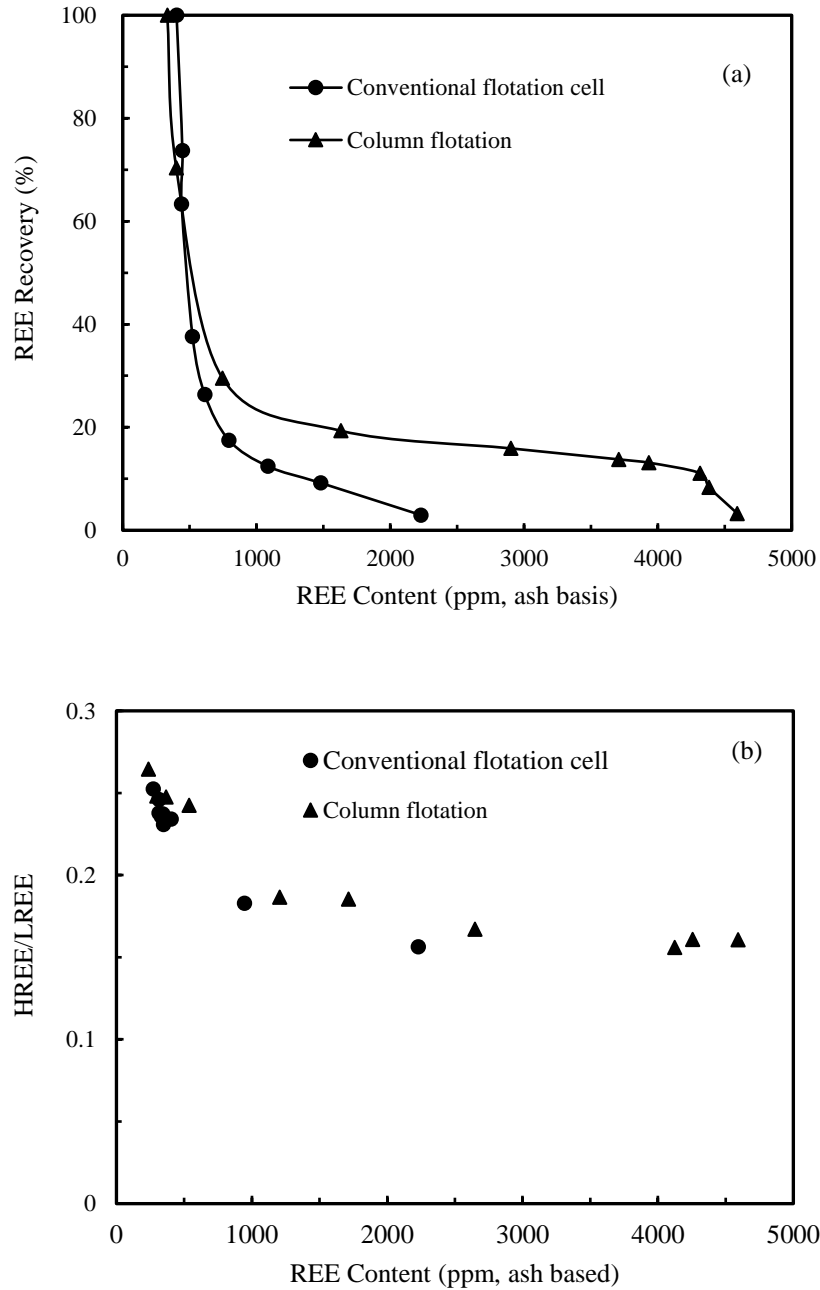 100
80
60
40
20
0
REE Recovery (%)
(a)
Conventional flotation cell
Column flotation
0 1000 2000 3000 4000 5000
REE Content (ppm, ash basis)
0.3
0.2
0.1
0
HREE/LREE
(b)
Conventional flotation cell
Column flotation
0 1000 2000 3000 4000 5000
REE Content (ppm, ash based)